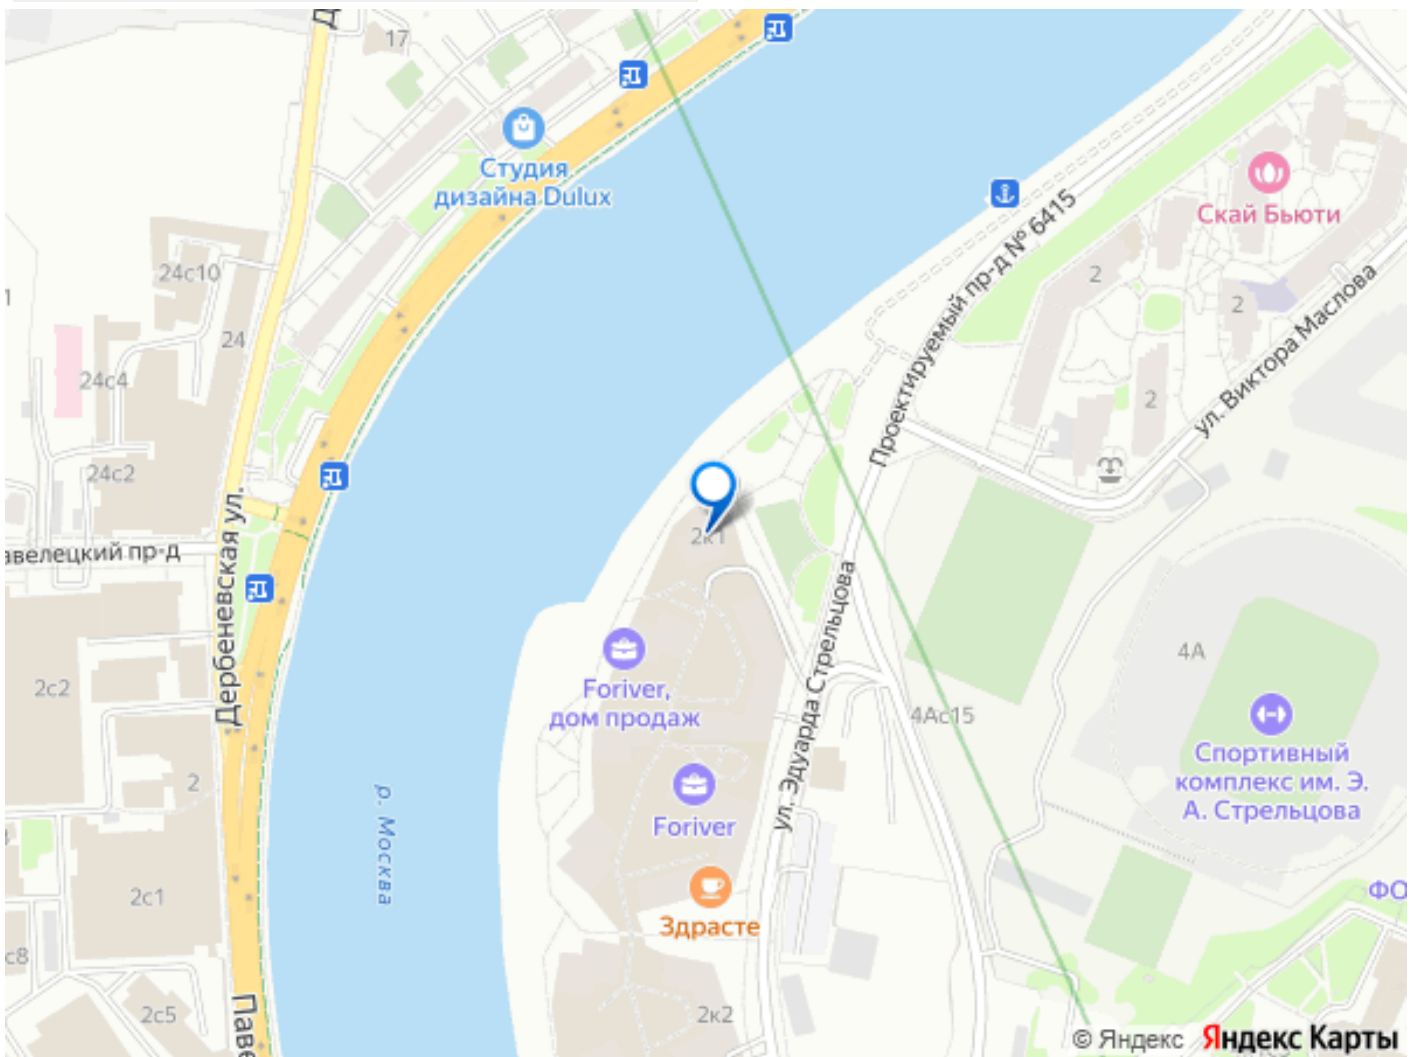 17
Студия
дизайна Dulux
Скай Бьюти
24с10
24
24с4
24с2
Проектируемый пр-д № 6415
2
2
2
ул. Виктора Маслова
2к1
авелецкий пр-д
Дербеневская ул.
2с2
2
2с1
2с5
с8
Паве
р. Москва
Foriver,
дом продаж
Foriver
Здрасте
2к2
ул. Эдуарда Стрельцова
4Ас15
4А
Спортивный
комплекс им. Э.
А. Стрельцова
ФО
© Яндекс Яндекс Карты